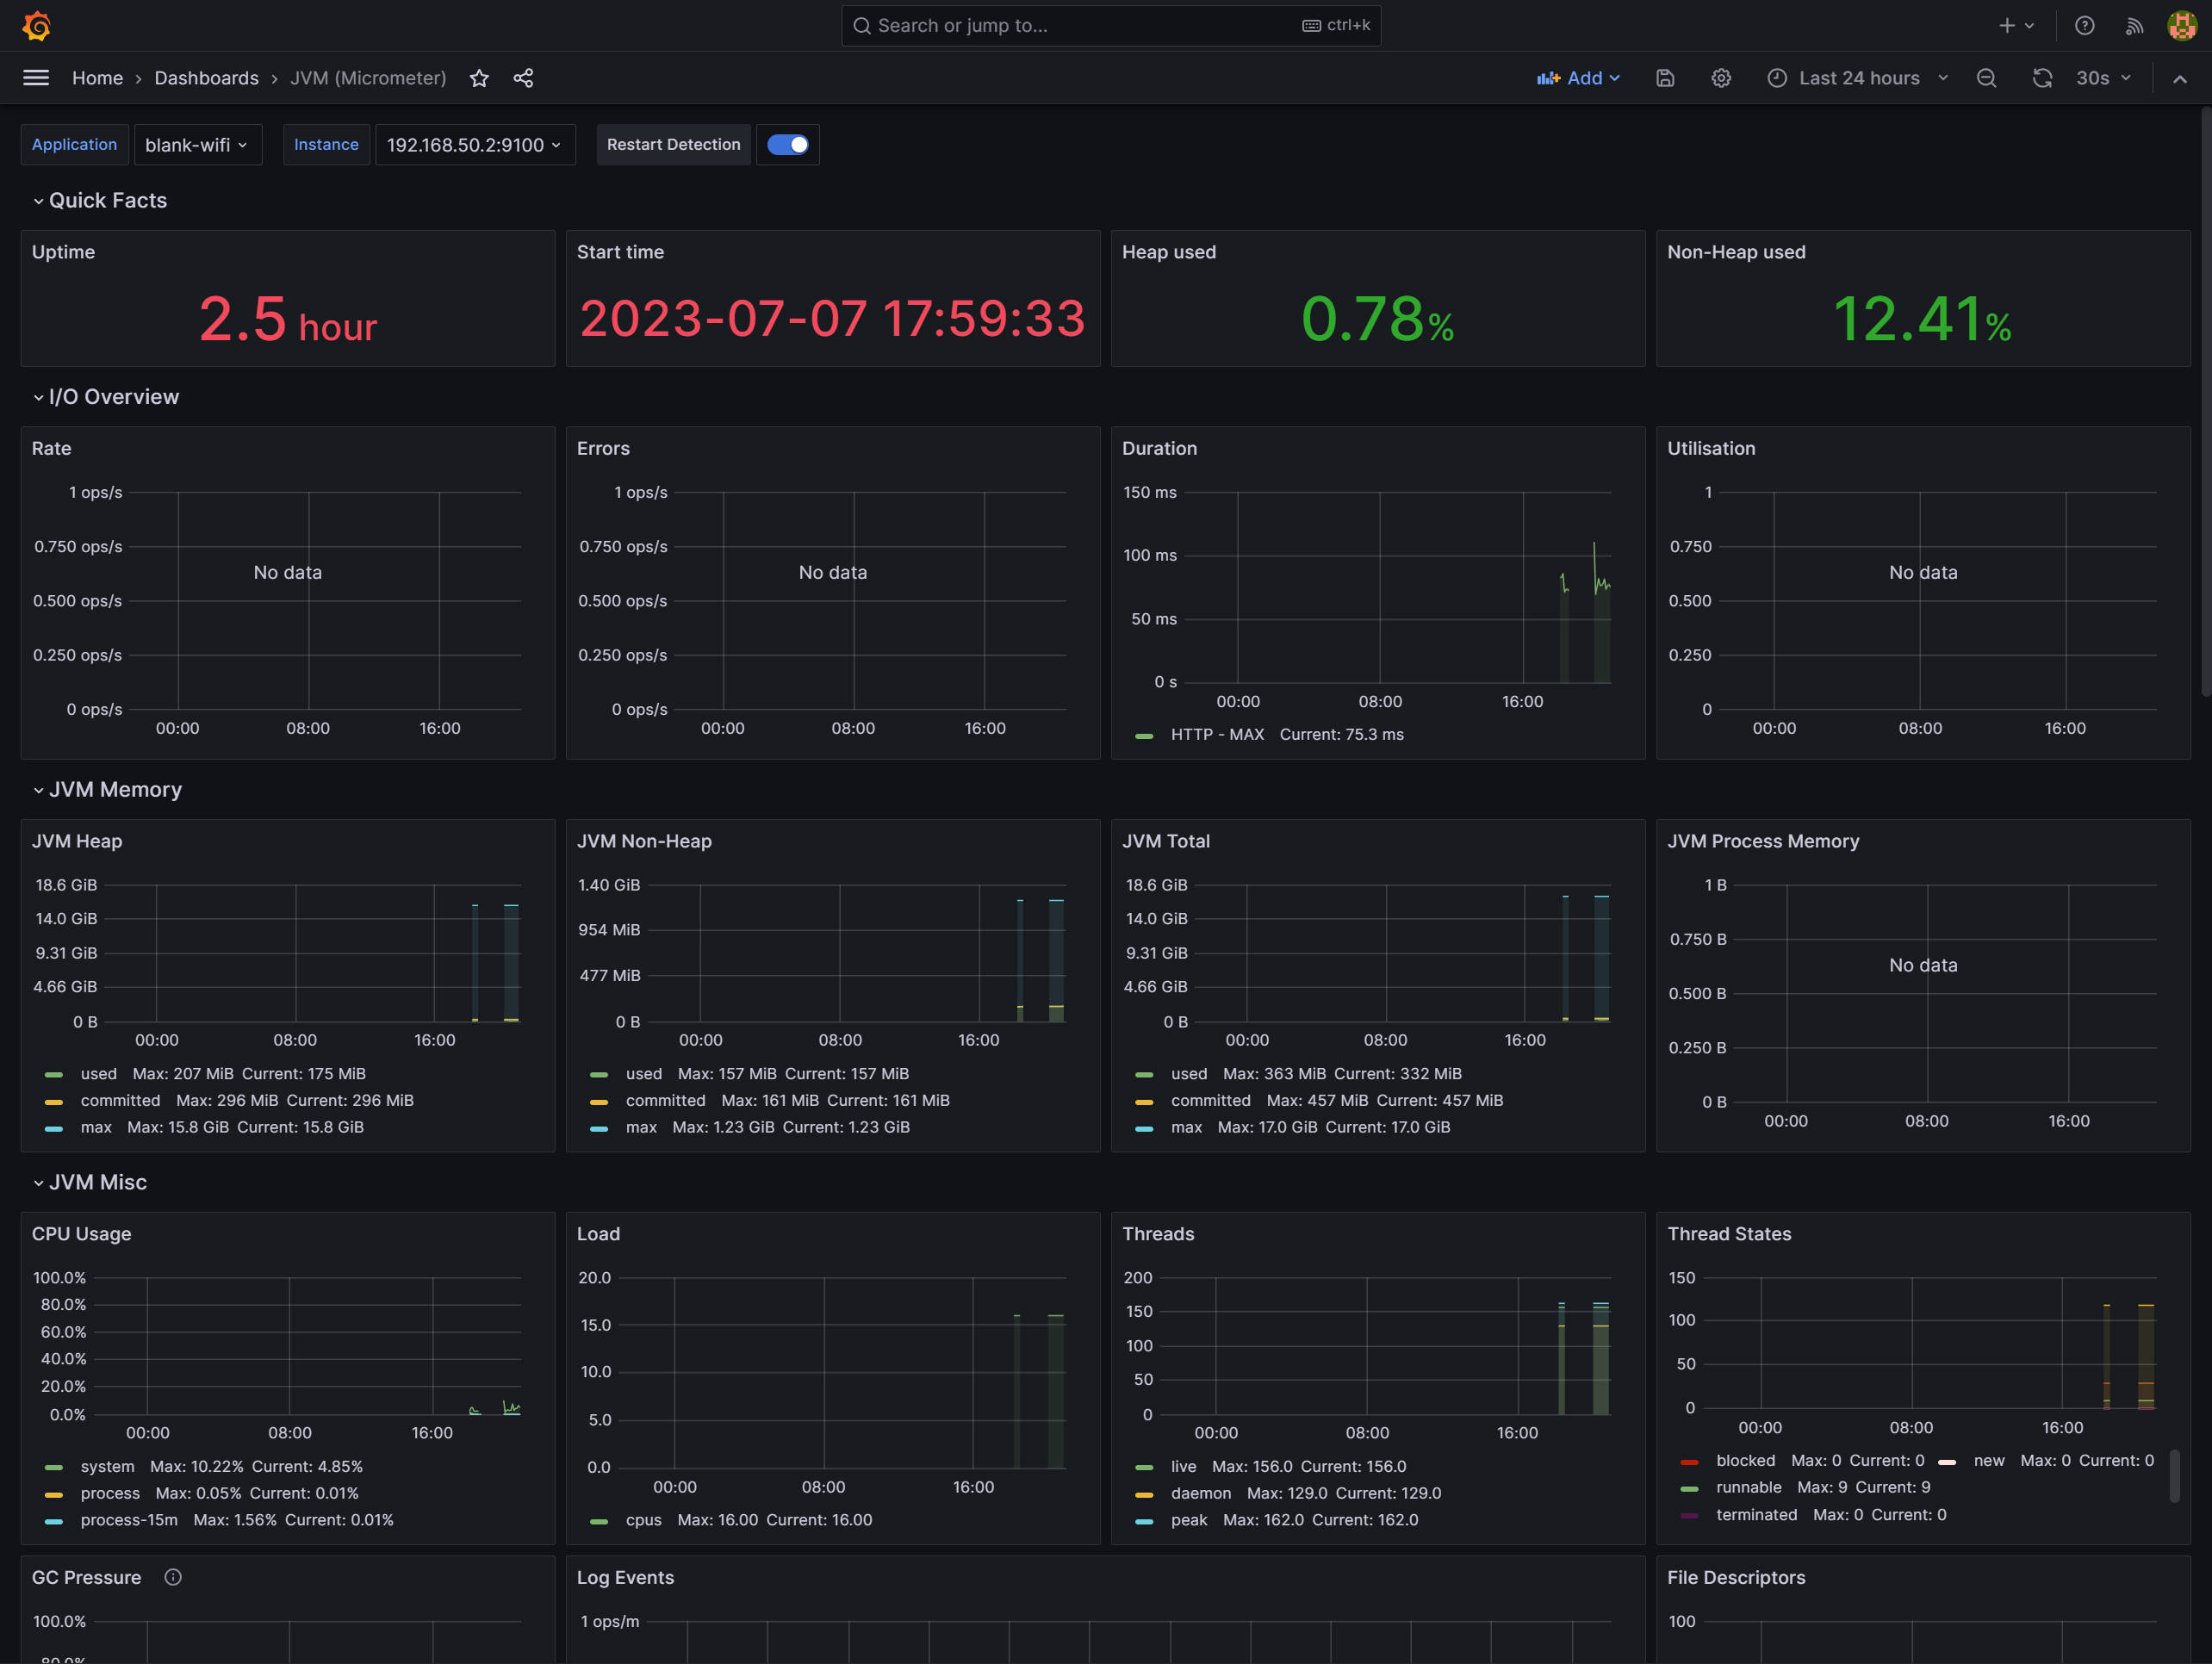 Search or jump to... ctrl+k
Home › Dashboards › JVM (Micrometer) Add Last 24 hours 30s
Application blank-wifi Instance 192.168.50.2:9100 Restart Detection
Quick Facts
Uptime
2.5 hour
Start time
2023-07-07 17:59:33
Heap used
0.78%
Non-Heap used
12.41%
I/O Overview
Rate
1 ops/s
0.750 ops/s
0.500 ops/s
0.250 ops/s
0 ops/s
No data
00:00 08:00 16:00
Errors
1 ops/s
0.750 ops/s
0.500 ops/s
0.250 ops/s
0 ops/s
No data
00:00 08:00 16:00
Duration
150 ms
100 ms
50 ms
0 s
00:00 08:00 16:00
HTTP - MAX Current: 75.3 ms
Utilisation
1
0.750
0.500
0.250
0
No data
00:00 08:00 16:00
JVM Memory
JVM Heap
18.6 GiB
14.0 GiB
9.31 GiB
4.66 GiB
0 B
00:00 08:00 16:00
used Max: 207 MiB Current: 175 MiB
committed Max: 296 MiB Current: 296 MiB
max Max: 15.8 GiB Current: 15.8 GiB
JVM Non-Heap
1.40 GiB
954 MiB
477 MiB
0 B
00:00 08:00 16:00
used Max: 157 MiB Current: 157 MiB
committed Max: 161 MiB Current: 161 MiB
max Max: 1.23 GiB Current: 1.23 GiB
JVM Total
18.6 GiB
14.0 GiB
9.31 GiB
4.66 GiB
0 B
00:00 08:00 16:00
used Max: 363 MiB Current: 332 MiB
committed Max: 457 MiB Current: 457 MiB
max Max: 17.0 GiB Current: 17.0 GiB
JVM Process Memory
1 B
0.750 B
0.500 B
0.250 B
0 B
No data
00:00 08:00 16:00
JVM Misc
CPU Usage
100.0%
80.0%
60.0%
40.0%
20.0%
0.0%
00:00 08:00 16:00
system Max: 10.22% Current: 4.85%
process Max: 0.05% Current: 0.01%
process-15m Max: 1.56% Current: 0.01%
Load
20.0
15.0
10.0
5.0
0.0
00:00 08:00 16:00
cpus Max: 16.00 Current: 16.00
Threads
200
150
100
50
0
00:00 08:00 16:00
live Max: 156.0 Current: 156.0
daemon Max: 129.0 Current: 129.0
peak Max: 162.0 Current: 162.0
Thread States
150
100
50
0
00:00 08:00 16:00
blocked Max: 0 Current: 0 new Max: 0 Current: 0
runnable Max: 9 Current: 9
terminated Max: 0 Current: 0
GC Pressure
100.0%
80.0%
Log Events
1 ops/m
File Descriptors
100